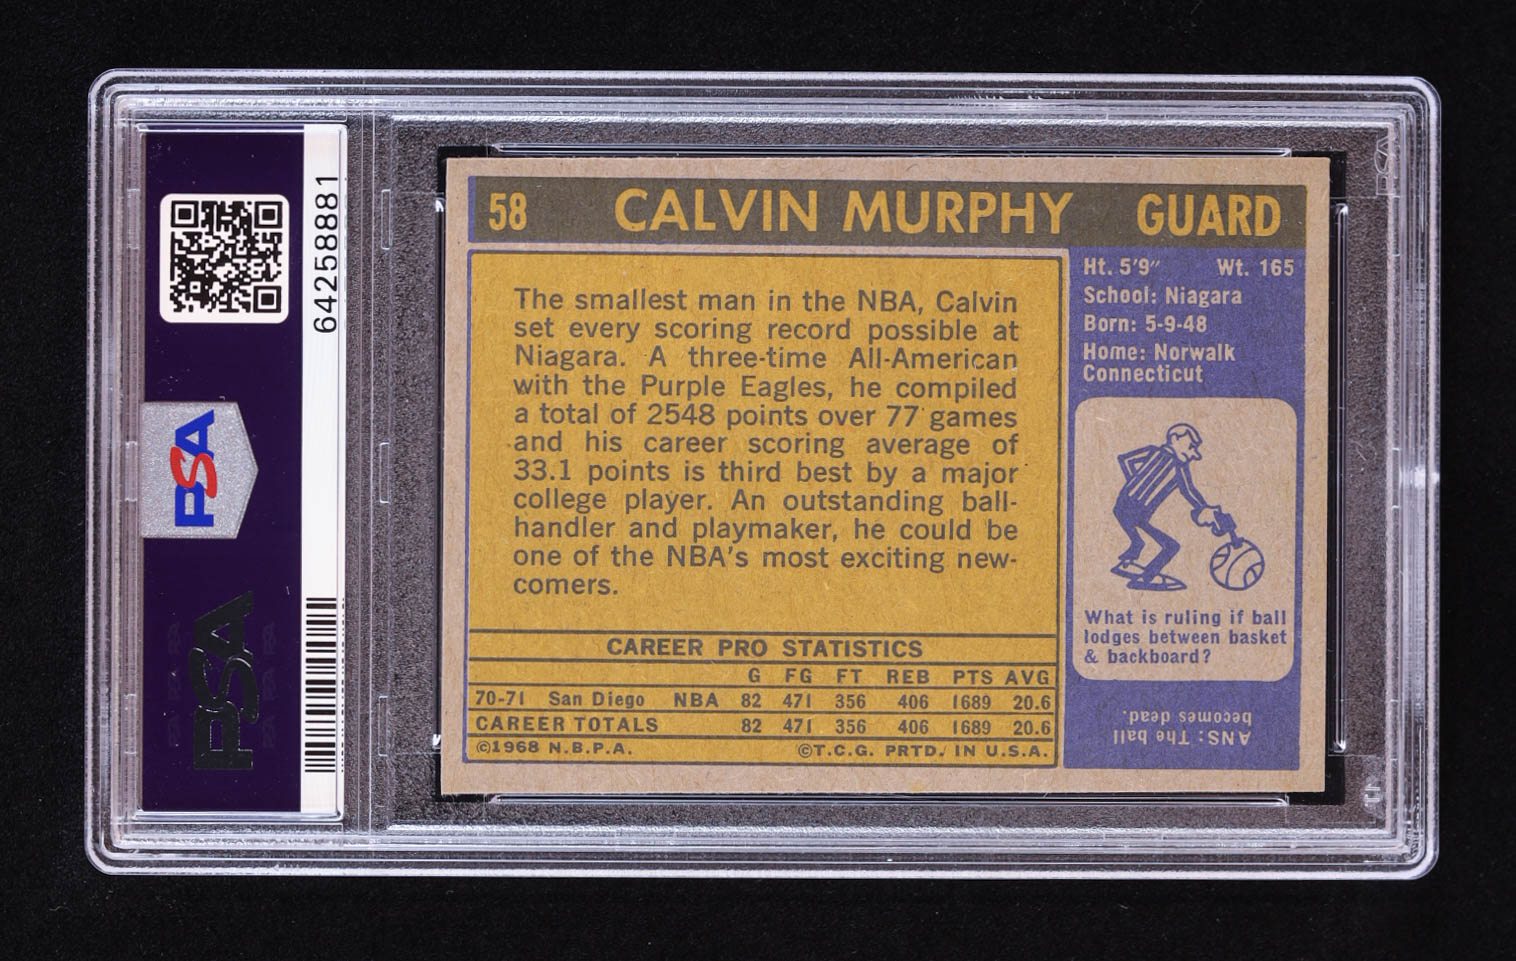 64258881
PSA
PSA
58 CALVIN MURPHY GUARD
The smallest man in the NBA, Calvin
set every scoring record possible at
Niagara. A three-time All-American
with the Purple Eagles, he compiled
a total of 2548 points over 77 games
and his career scoring average of
33.1 points is third best by a major
college player. An outstanding ball-
handler and playmaker, he could be
one of the NBA's most exciting new-
comers.
CAREER PRO STATISTICS
G FG FT REB PTS AVG
70-71 San Diego NBA 82 471 356 406 1689 20.6
CAREER TOTALS 82 471 356 406 1689 20.6
©1968 N.B.P.A. ©T.C.G. PRTD. IN U.S.A.
Ht. 5'9" Wt. 165
School: Niagara
Born: 5-9-48
Home: Norwalk
Connecticut
What is ruling if ball
lodges between basket
& backboard?
ANS: The ball
becomes dead.